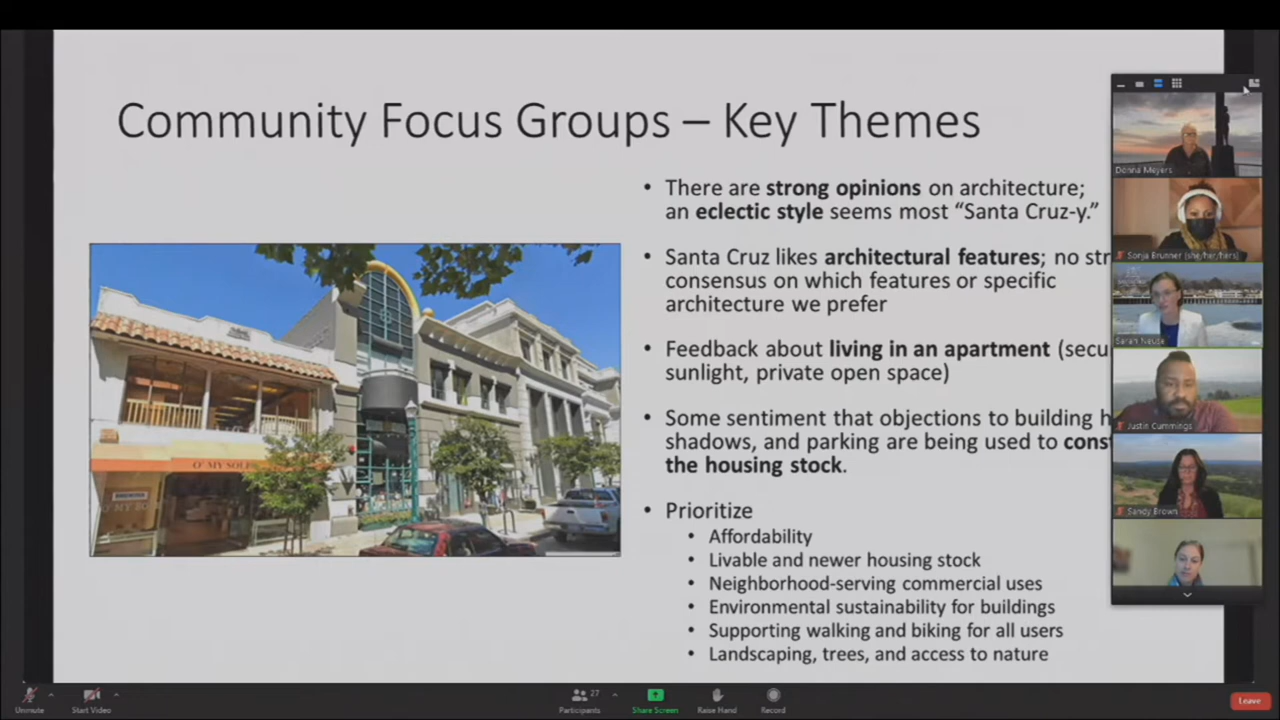 Community Focus Groups – Key Themes
• There are strong opinions on architecture;
an eclectic style seems most “Santa Cruz-y.”
• Santa Cruz likes architectural features; no str
consensus on which features or specific
architecture we prefer
• Feedback about living in an apartment (secu
sunlight, private open space)
• Some sentiment that objections to building h
shadows, and parking are being used to cons
the housing stock.
• Prioritize
• Affordability
• Livable and newer housing stock
• Neighborhood-serving commercial uses
• Environmental sustainability for buildings
• Supporting walking and biking for all users
• Landscaping, trees, and access to nature
O' MY SOLE
Donna Meyers
Sonja Brunner (she/her/hers)
Justin Cummings
Sandy Brown
Unmute
Start Video
27
Participants
Share Screen
Raise Hand
Record
Leave